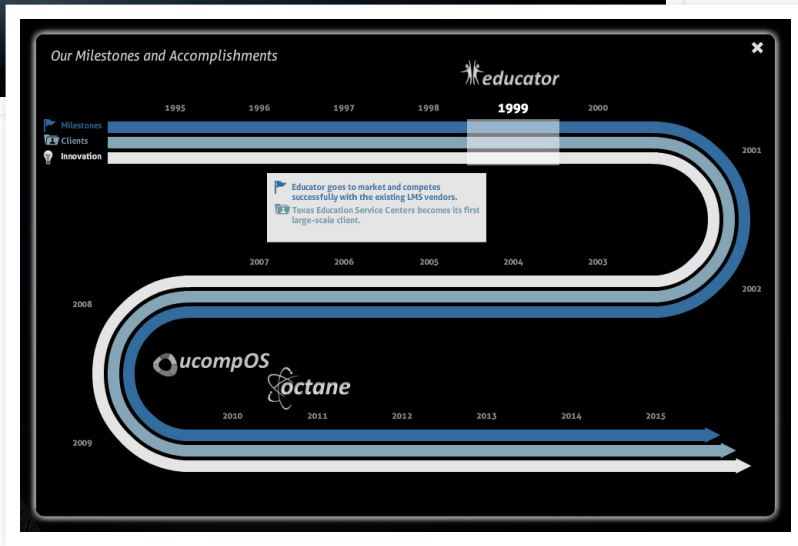 Our Milestones and Accomplishments
educator
1995 1996 1997 1998 1999 2000
Milestones
Clients
Innovation
2001
Educator goes to market and competes
successfully with the existing LMS vendors.
Texas Education Service Centers becomes its first
large-scale client.
2007 2006 2005 2004 2003
2002
2008
ucompOS
octane
2010 2011 2012 2013 2014 2015
2009